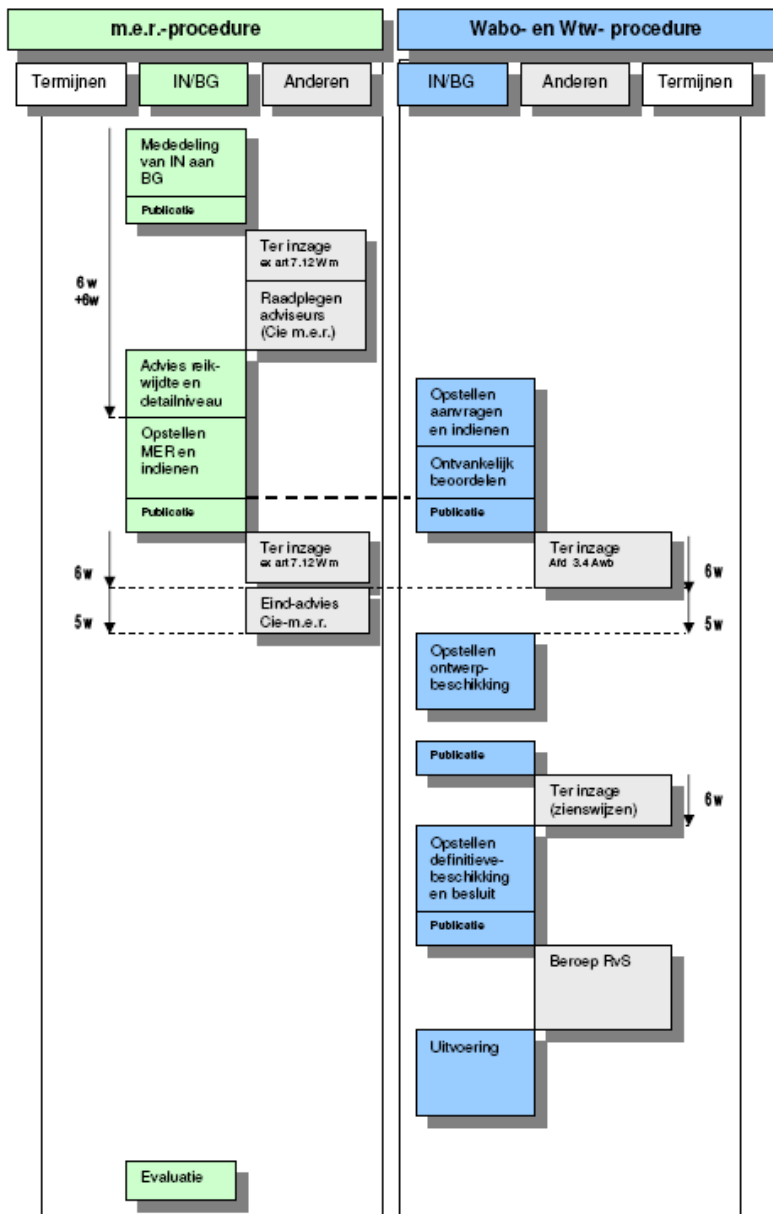 m.e.r.-procedure
Wabo- en Wtw- procedure
Termijnen
IN/BG
Anderen
IN/BG
Anderen
Termijnen
Mededeling
van IN aan
BG
Publicatie
Ter inzage
ex art 7.12 Wm
6 w
+6w
Raadplegen
adviseurs
(Cie m.e.r.)
Advies reik-
wijdte en
detailniveau
Opstellen
MER en
indienen
Publicatie
Opstellen
aanvragen
en indienen
Ontvankelijk
beoordelen
Publicatie
6w
Ter inzage
ex art 7.12 Wm
Ter inzage
Afd 3.4 Awb
6w
5w
Eind-advies
Cie-m.e.r.
5w
Opstellen
ontwerp-
beschikking
Publicatie
Ter inzage
(zienswijzen)
6w
Opstellen
definitieve-
beschikking
en besluit
Publicatie
Beroep RvS
Uitvoering
Evaluatie